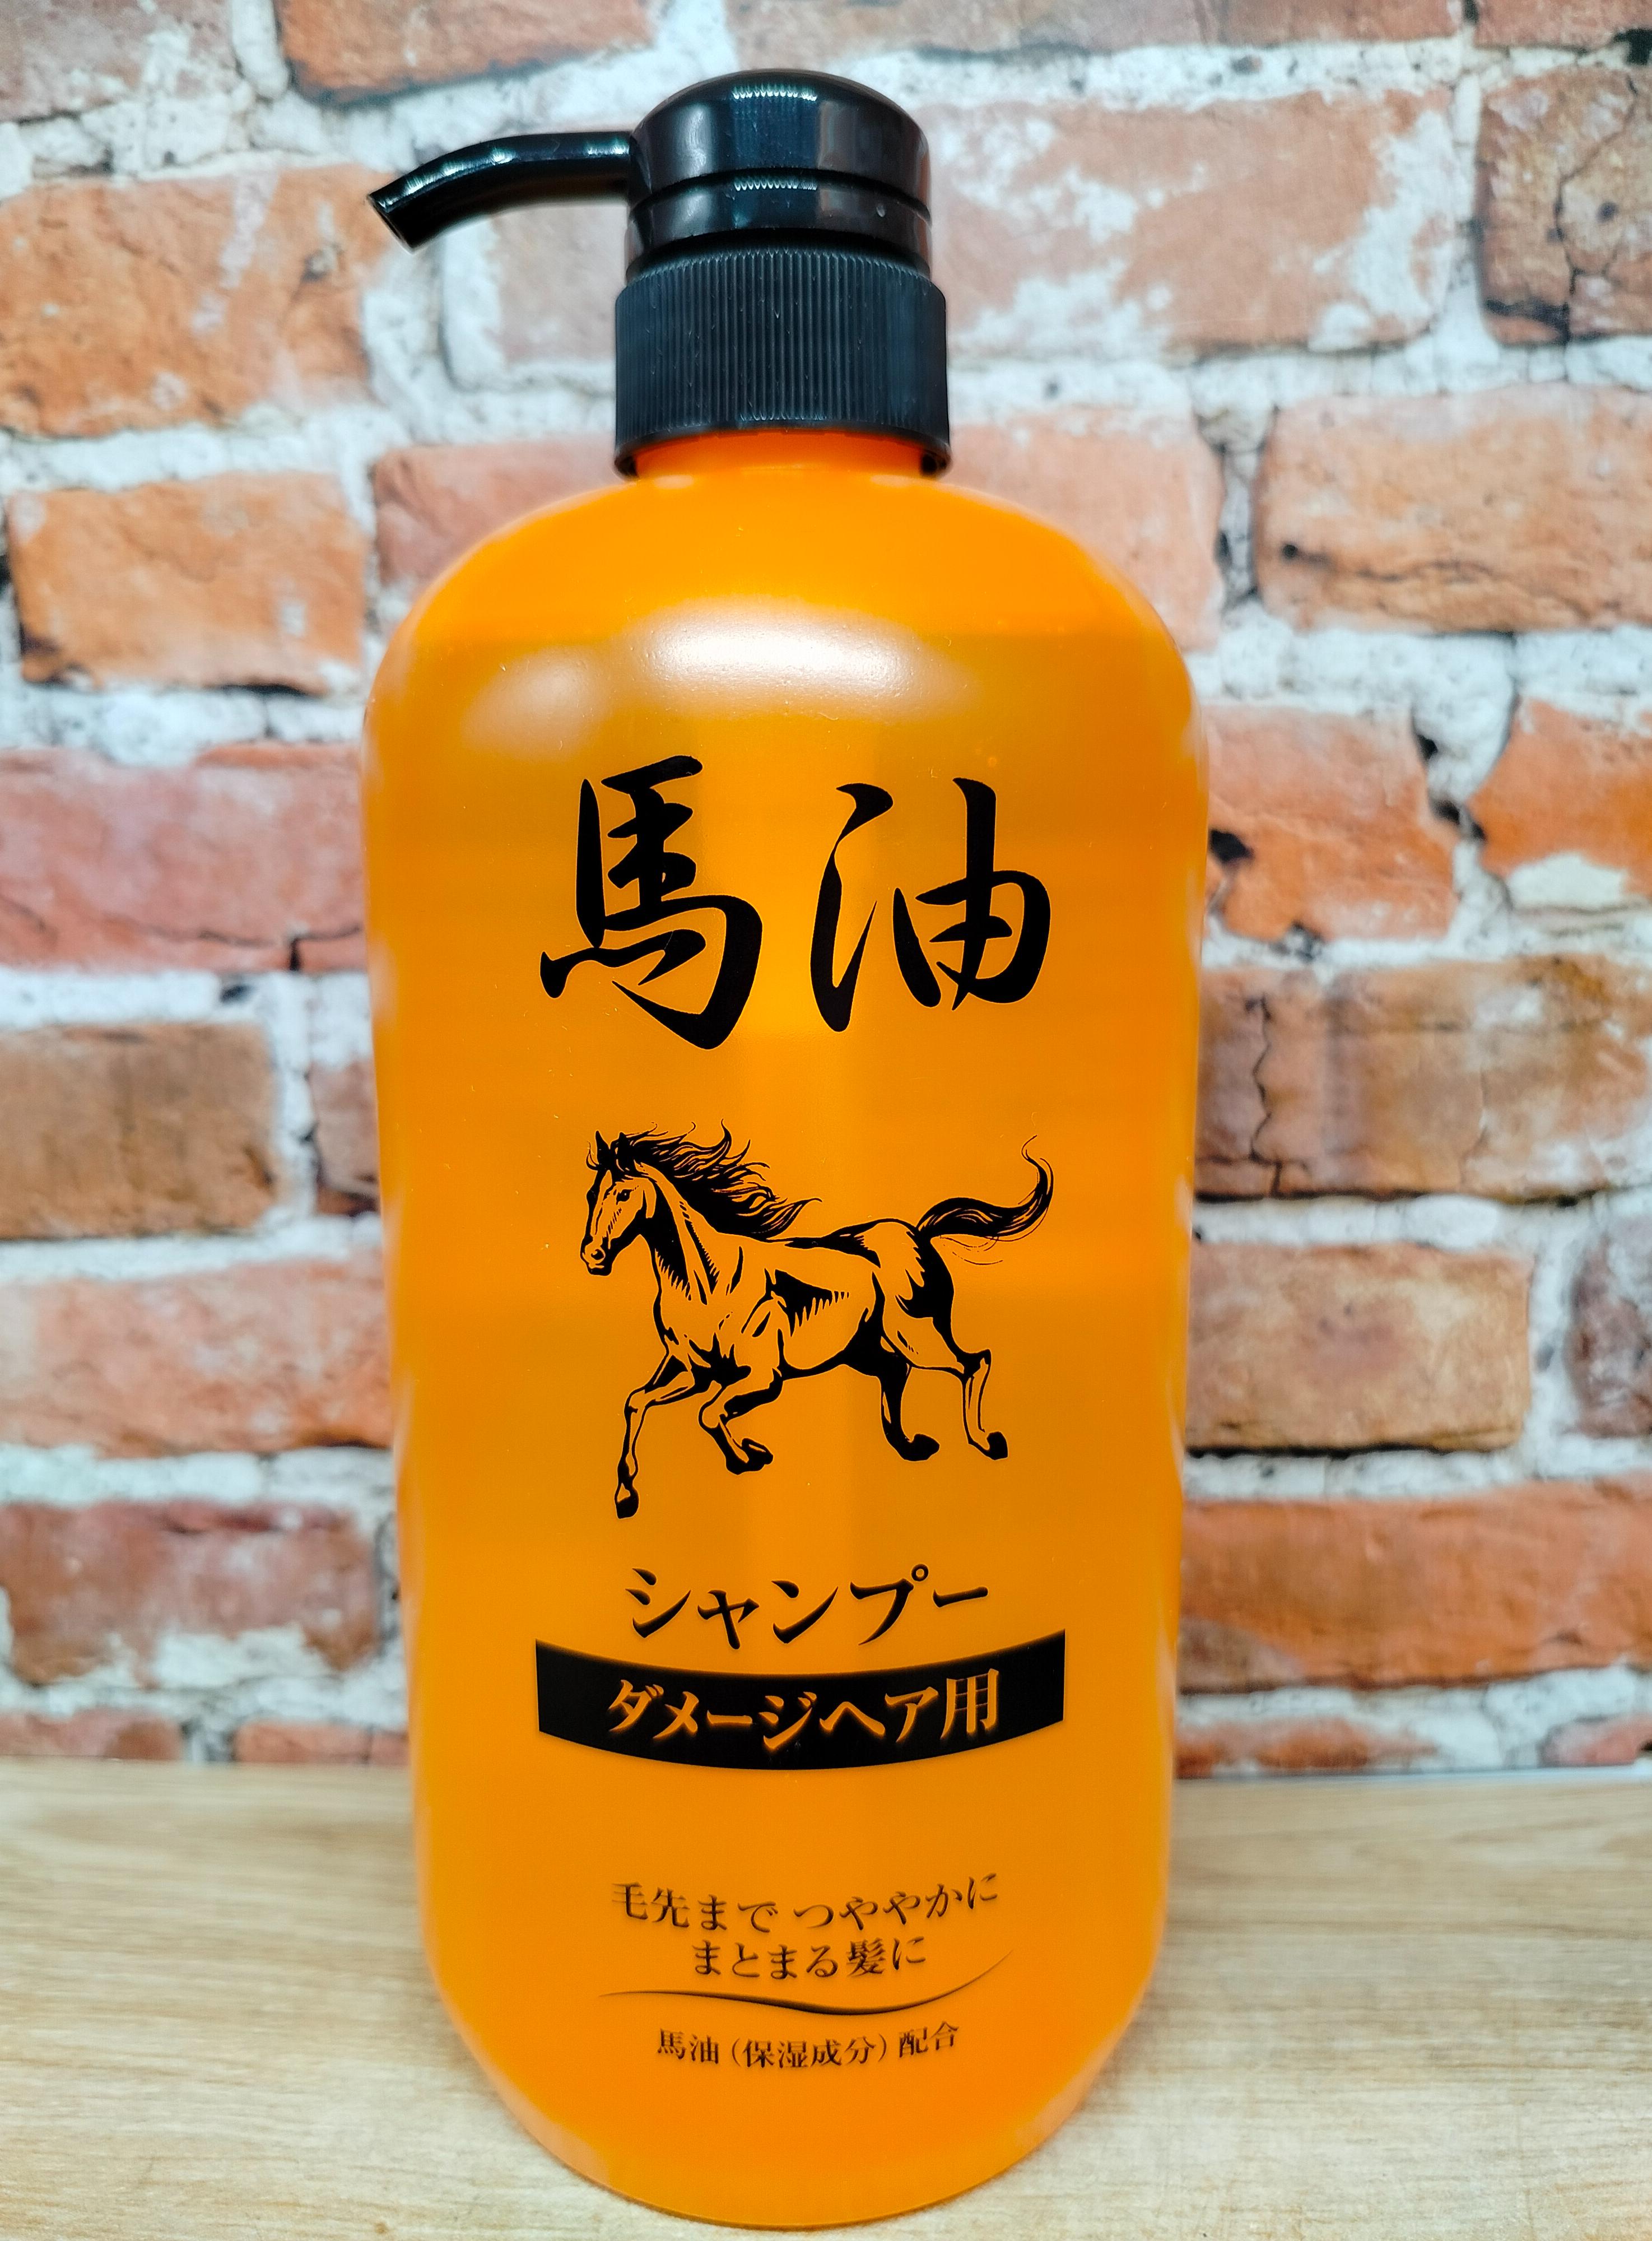 馬油
シャンプー
ダメージヘア用
毛先まで つややかに
まとまる髪に
馬油（保湿成分）配合